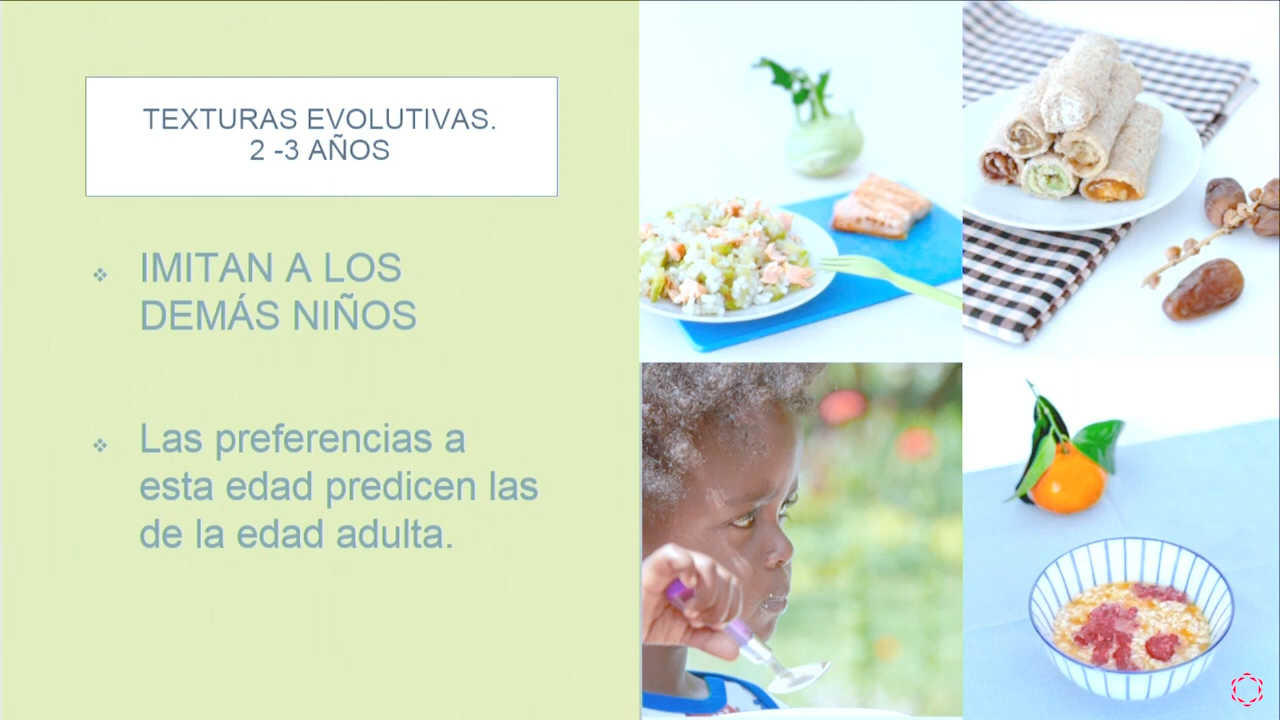 TEXTURAS EVOLUTIVAS.
2 -3 AÑOS
IMITAN A LOS
DEMÁS NIÑOS
Las preferencias a
esta edad predicen las
de la edad adulta.